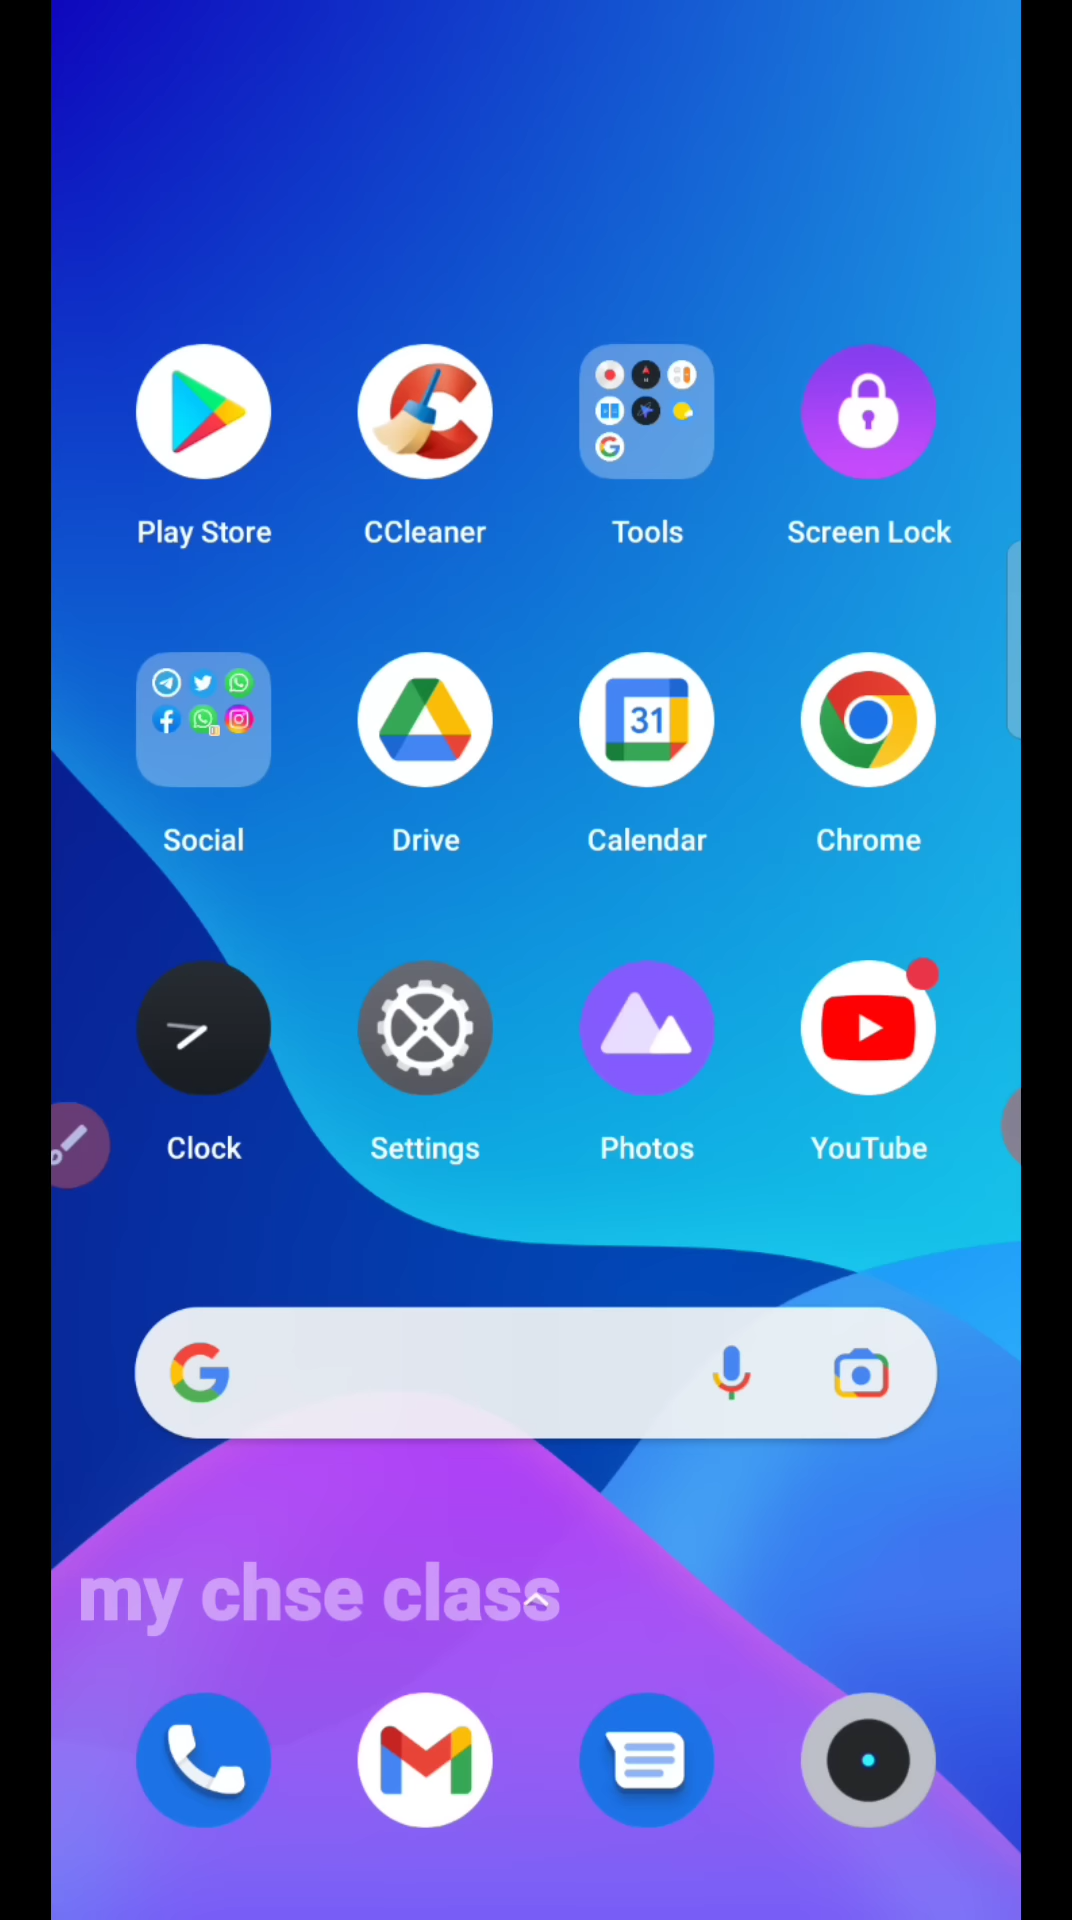 Play Store
CCleaner
Tools
Screen Lock
Social
31
Drive
Calendar
Chrome
Clock
Settings
Photos
YouTube
my chse class